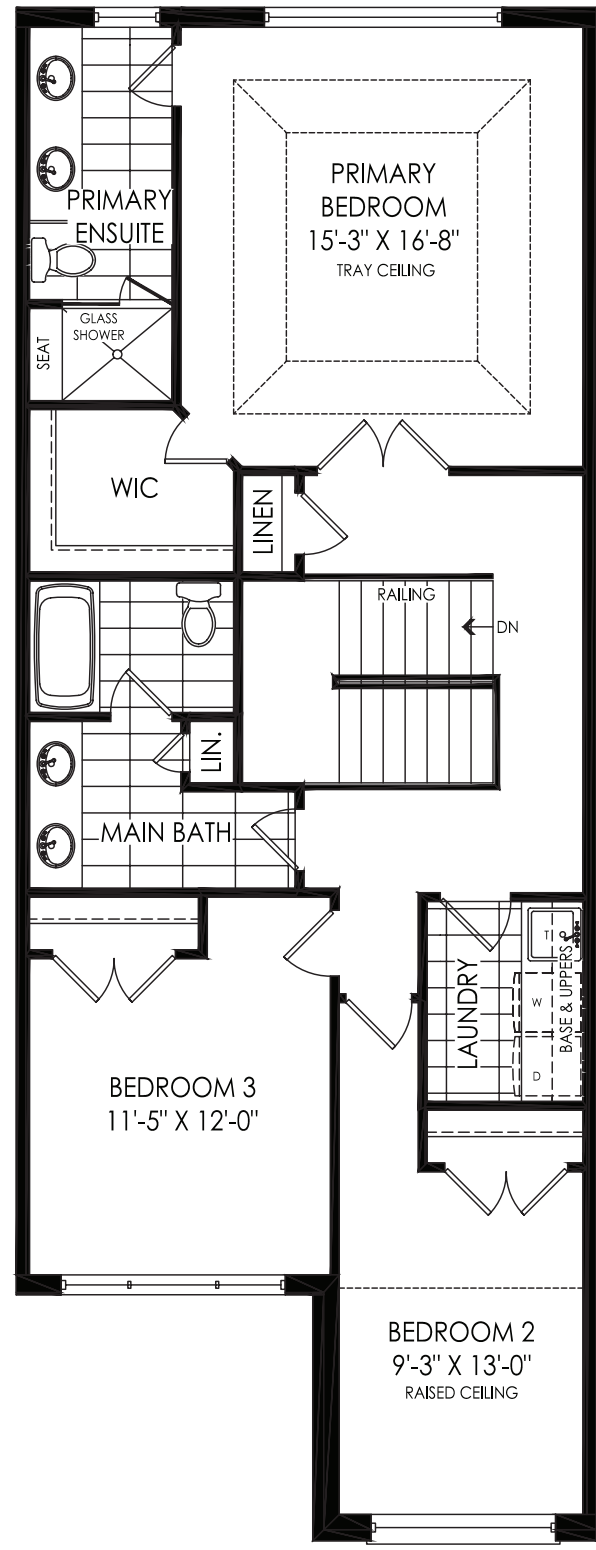 PRIMARY
ENSUITE
PRIMARY
BEDROOM
15'-3" X 16'-8"
TRAY CEILING
GLASS
SHOWER
SEAT
WIC
LINEN
RAILING
DN
LIN.
MAIN BATH
LAUNDRY
T
W
D
BASE & UPPERS
BEDROOM 3
11'-5" X 12'-0"
BEDROOM 2
9'-3" X 13'-0"
RAISED CEILING